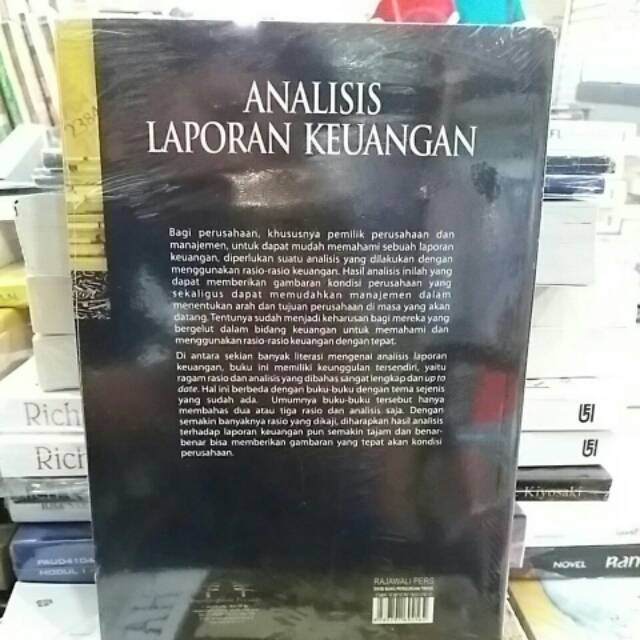 ANALISIS
LAPORAN KEUANGAN
Bagi perusahaan, khususnya pemilik perusahaan dan
manajemen, untuk dapat mudah memahami sebuah laporan
keuangan, diperlukan suatu analisis yang dilakukan dengan
menggunakan rasio-rasio keuangan. Hasil analisis inilah yang
dapat memberikan gambaran kondisi perusahaan yang
sekaligus dapat memudahkan manajemen dalam
menentukan arah dan tujuan perusahaan di masa yang akan
datang. Tentunya sudah menjadi keharusan bagi mereka yang
bergelut dalam bidang keuangan untuk memahami dan
menggunakan rasio-rasio keuangan dengan tepat.
Di antara sekian banyak literasi mengenai analisis laporan
keuangan, buku ini memiliki keunggulan tersendiri, yaitu
ragam rasio dan analisis yang dibahas sangat lengkap dan up to
date. Hal ini berbeda dengan buku-buku dengan tema sejenis
yang sudah ada. Umumnya buku-buku tersebut hanya
membahas dua atau tiga rasio dan analisis saja. Dengan
semakin banyaknya rasio yang dikaji, diharapkan hasil analisis
terhadap laporan keuangan pun semakin tajam dan benar-
benar bisa memberikan gambaran yang tepat akan kondisi
perusahaan.
RAJAWALI PERS
Rich
Rich
Kiyosaki
NOVEL